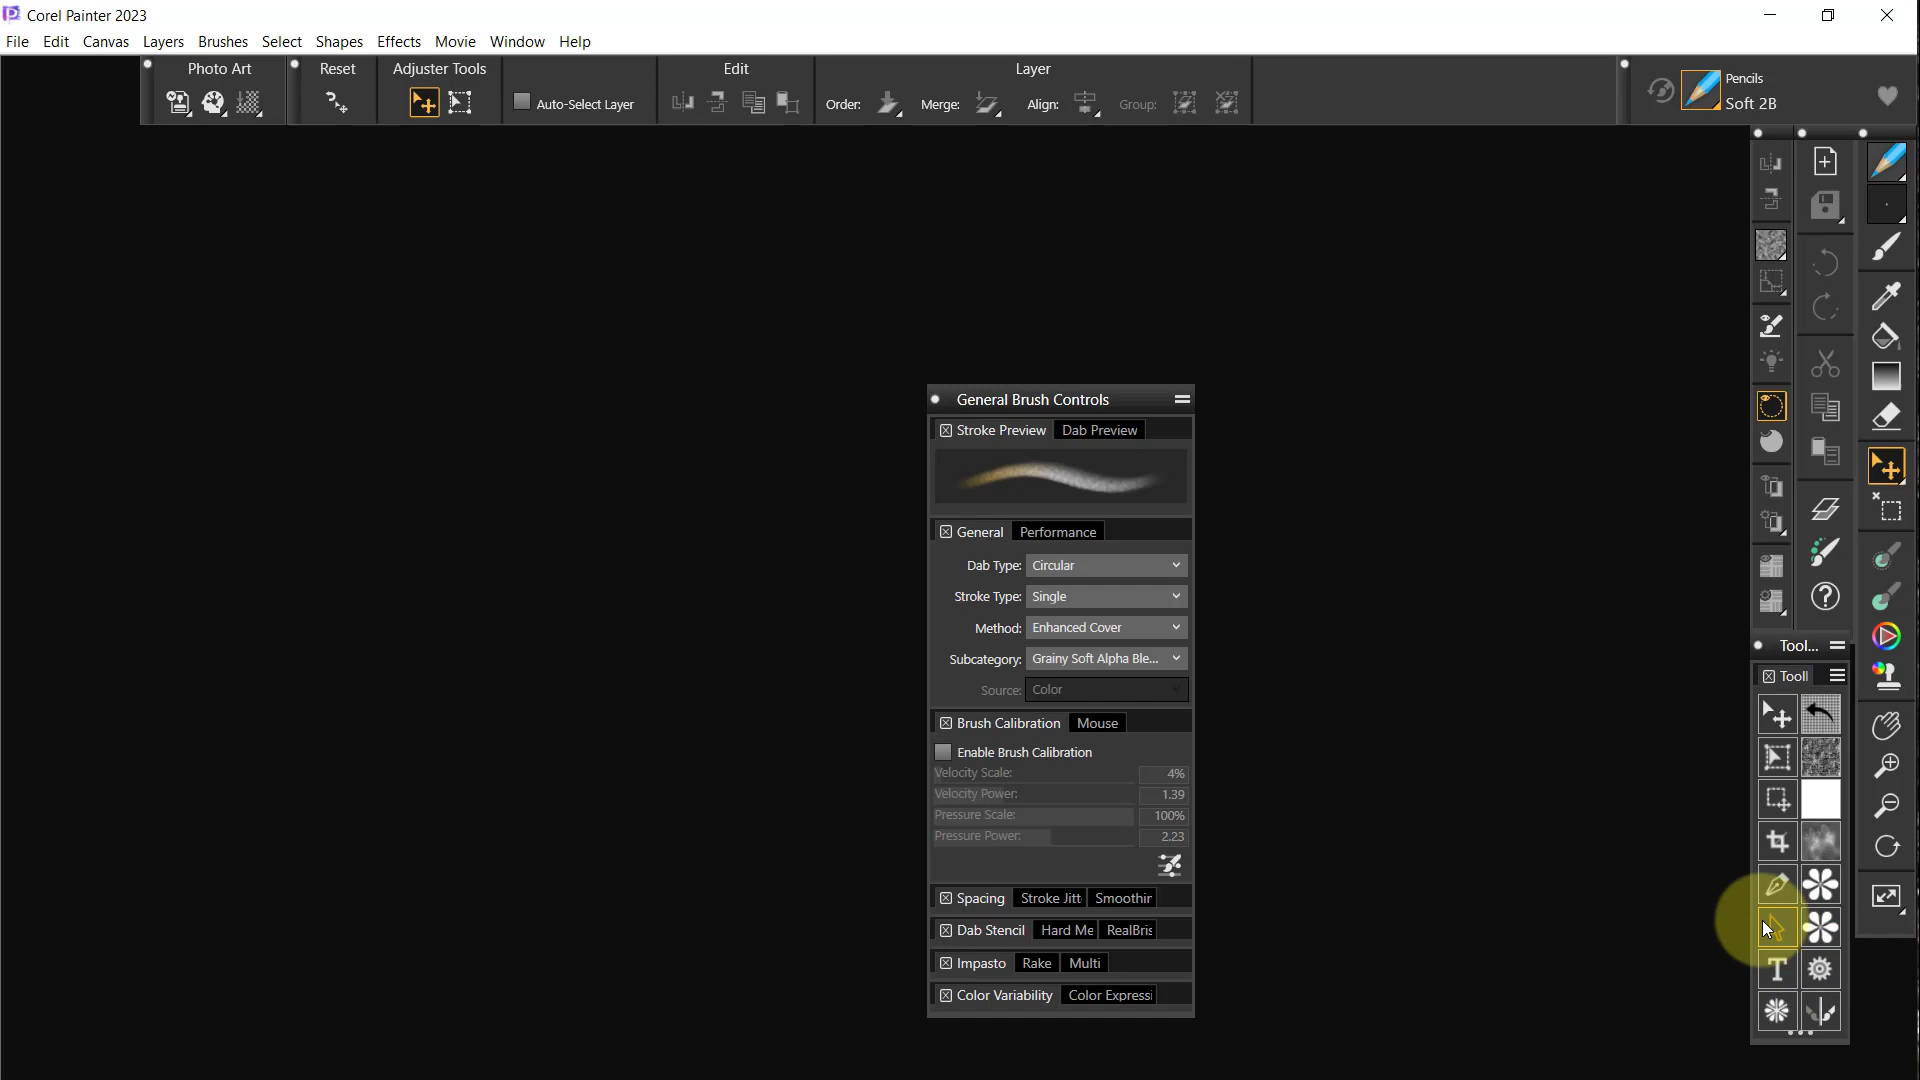 Corel Painter 2023
File Edit Canvas Layers Brushes Select Shapes Effects Movie Window Help
Photo Art Reset Adjuster Tools Edit Layer
Auto-Select Layer Order: Merge: Align: Group:
Pencils
Soft 2B
General Brush Controls
Stroke Preview Dab Preview
General Performance
Dab Type: Circular
Stroke Type: Single
Method: Enhanced Cover
Subcategory: Grainy Soft Alpha Ble...
Source: Color
Brush Calibration Mouse
Enable Brush Calibration
Velocity Scale: 4%
Velocity Power: 1.39
Pressure Scale: 100%
Pressure Power: 2.23
Spacing Stroke Jitt Smoothir
Dab Stencil Hard Me RealBris
Impasto Rake Multi
Color Variability Color Expressi
Tool...
Tooll
T